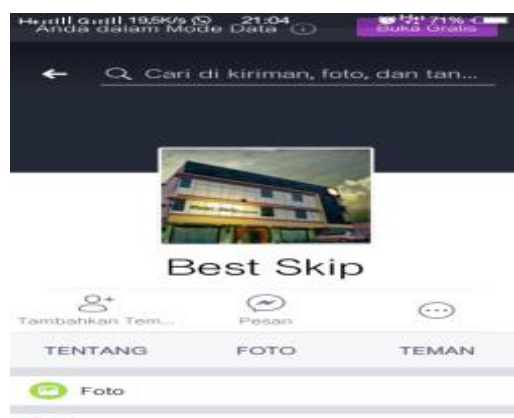 19,5K/s 21:04 71%
Anda dalam Mode Data Buka Gratis
Cari di kiriman, foto, dan tan...
Best Skip
Tambahkan Tem... Pesan
TENTANG FOTO TEMAN
Foto